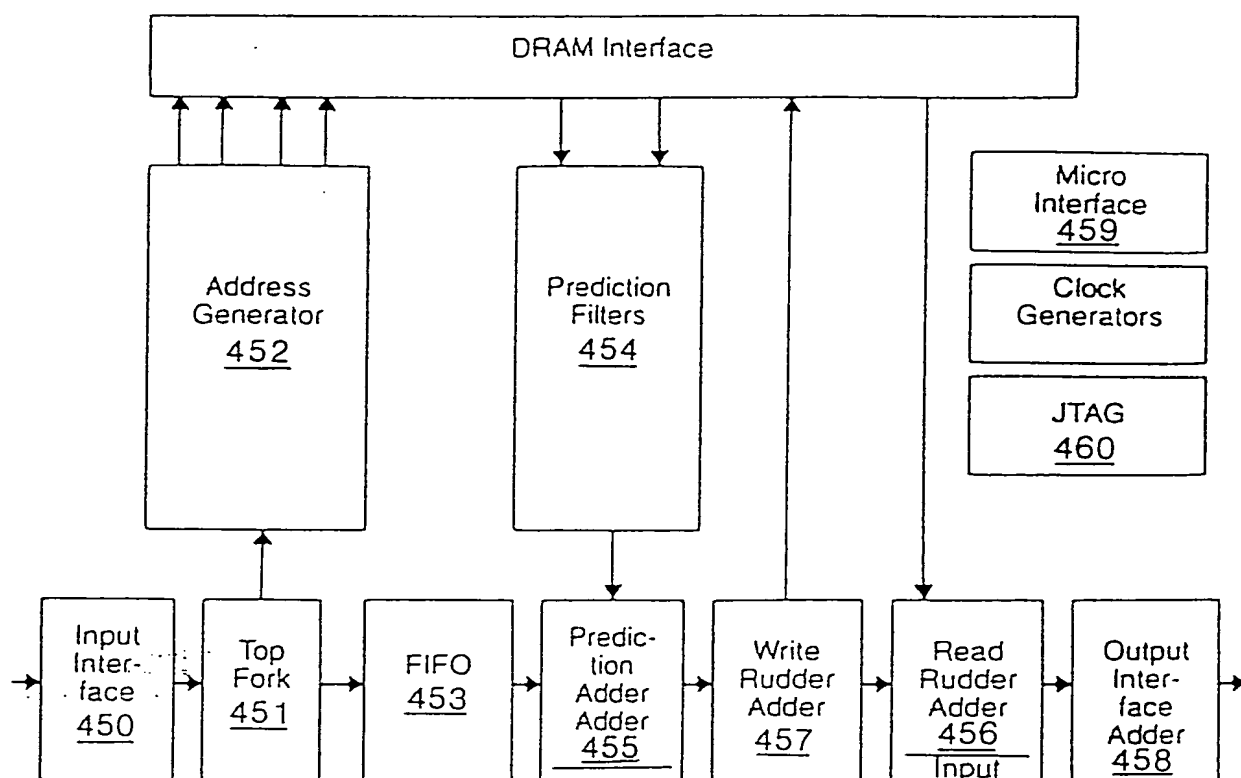 DRAM Interface
Address
Generator
452
Prediction
Filters
454
Micro
Interface
459
Clock
Generators
JTAG
460
Input
Inter-
face
450
Top
Fork
451
FIFO
453
Predic-
tion
Adder
Adder
455
Write
Rudder
Adder
457
Read
Rudder
Adder
456
Input
Output
Inter-
face
Adder
458